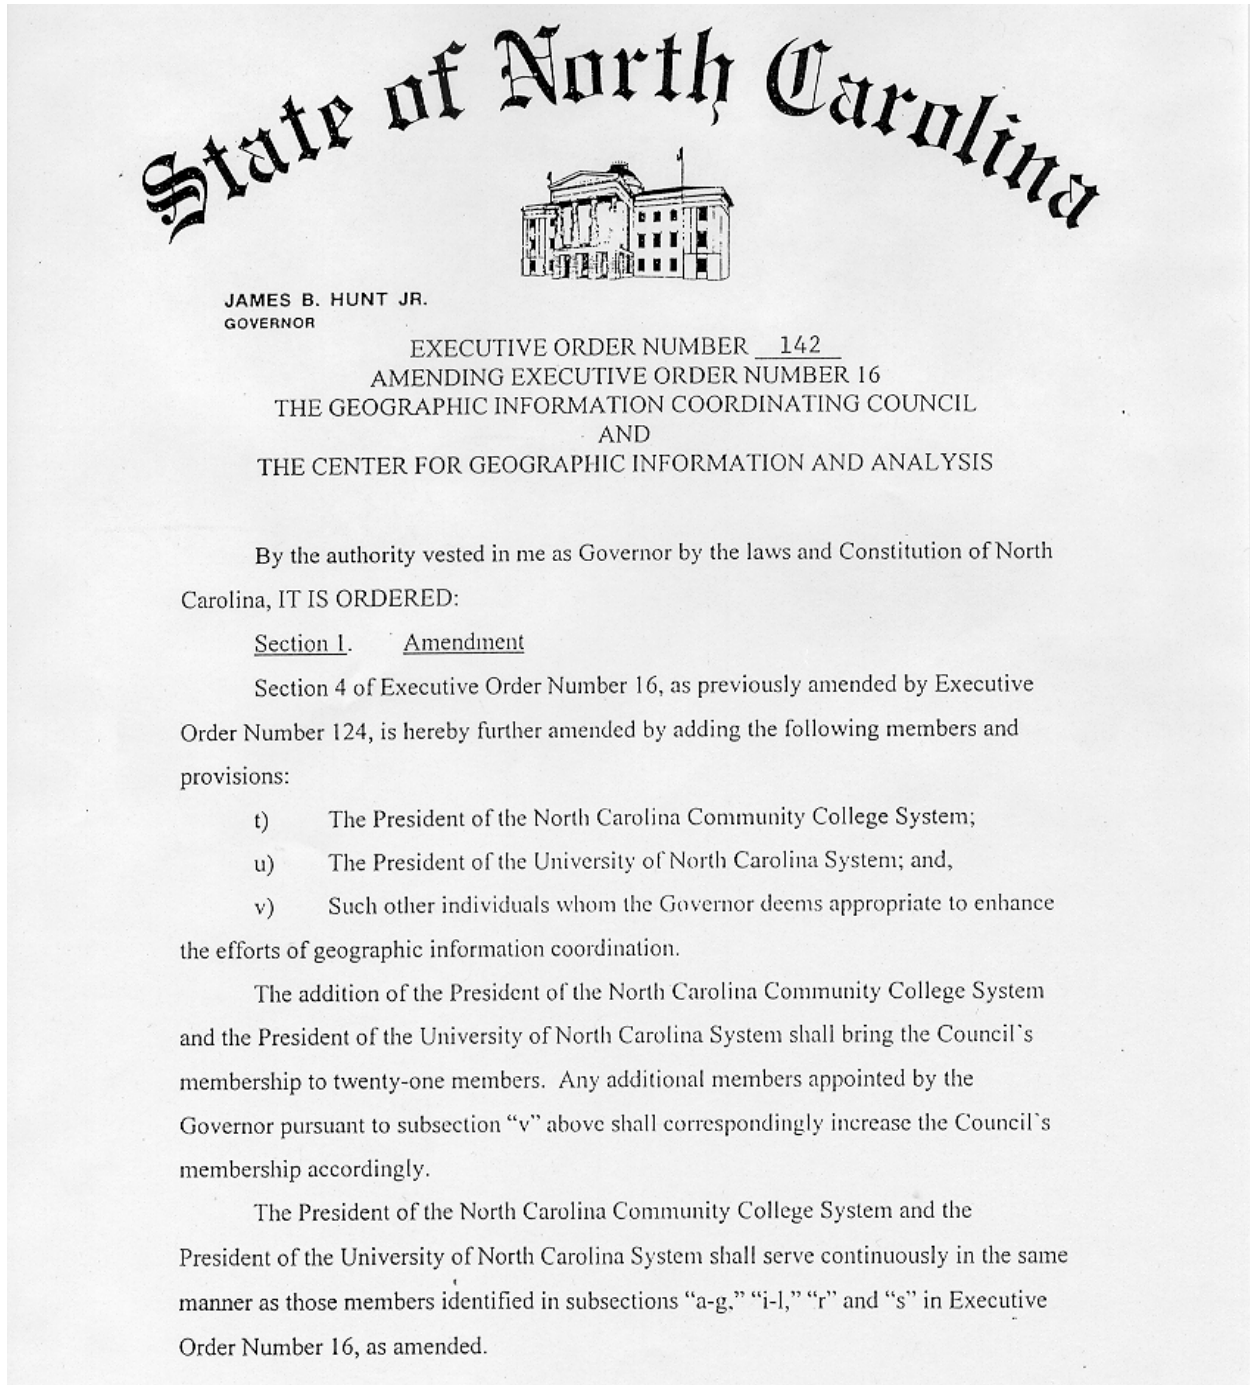 State of North Carolina
JAMES B. HUNT JR.
GOVERNOR
EXECUTIVE ORDER NUMBER 142
AMENDING EXECUTIVE ORDER NUMBER 16
THE GEOGRAPHIC INFORMATION COORDINATING COUNCIL
AND
THE CENTER FOR GEOGRAPHIC INFORMATION AND ANALYSIS
By the authority vested in me as Governor by the laws and Constitution of North
Carolina, IT IS ORDERED:
Section 1. Amendment
Section 4 of Executive Order Number 16, as previously amended by Executive
Order Number 124, is hereby further amended by adding the following members and
provisions:
t) The President of the North Carolina Community College System;
u) The President of the University of North Carolina System; and,
v) Such other individuals whom the Governor deems appropriate to enhance
the efforts of geographic information coordination.
The addition of the President of the North Carolina Community College System
and the President of the University of North Carolina System shall bring the Council`s
membership to twenty-one members. Any additional members appointed by the
Governor pursuant to subsection “v” above shall correspondingly increase the Council`s
membership accordingly.
The President of the North Carolina Community College System and the
President of the University of North Carolina System shall serve continuously in the same
manner as those members identified in subsections “a-g,” “i-l,” “r” and “s” in Executive
Order Number 16, as amended.